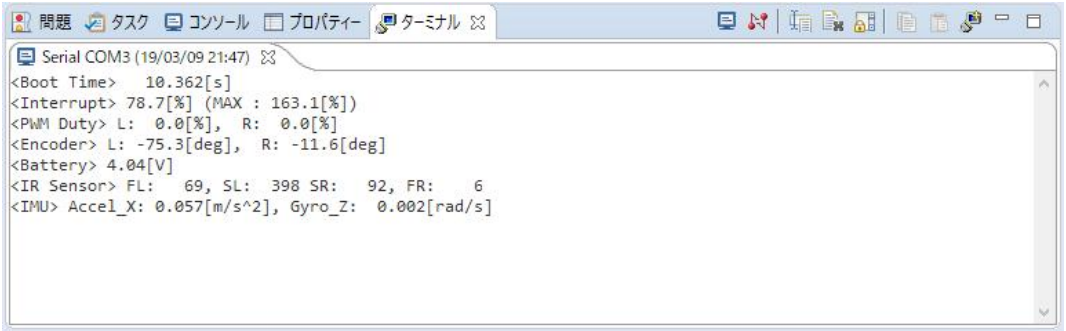 問題 タスク コンソール プロパティー ターミナル
Serial COM3 (19/03/09 21:47)
<Boot Time>   10.362[s]
<Interrupt> 78.7[%] (MAX : 163.1[%])
<PWM Duty> L:  0.0[%],  R:  0.0[%]
<Encoder> L: -75.3[deg],  R: -11.6[deg]
<Battery> 4.04[V]
<IR Sensor> FL:   69, SL:  398 SR:   92, FR:    6
<IMU> Accel_X: 0.057[m/s^2], Gyro_Z:  0.002[rad/s]